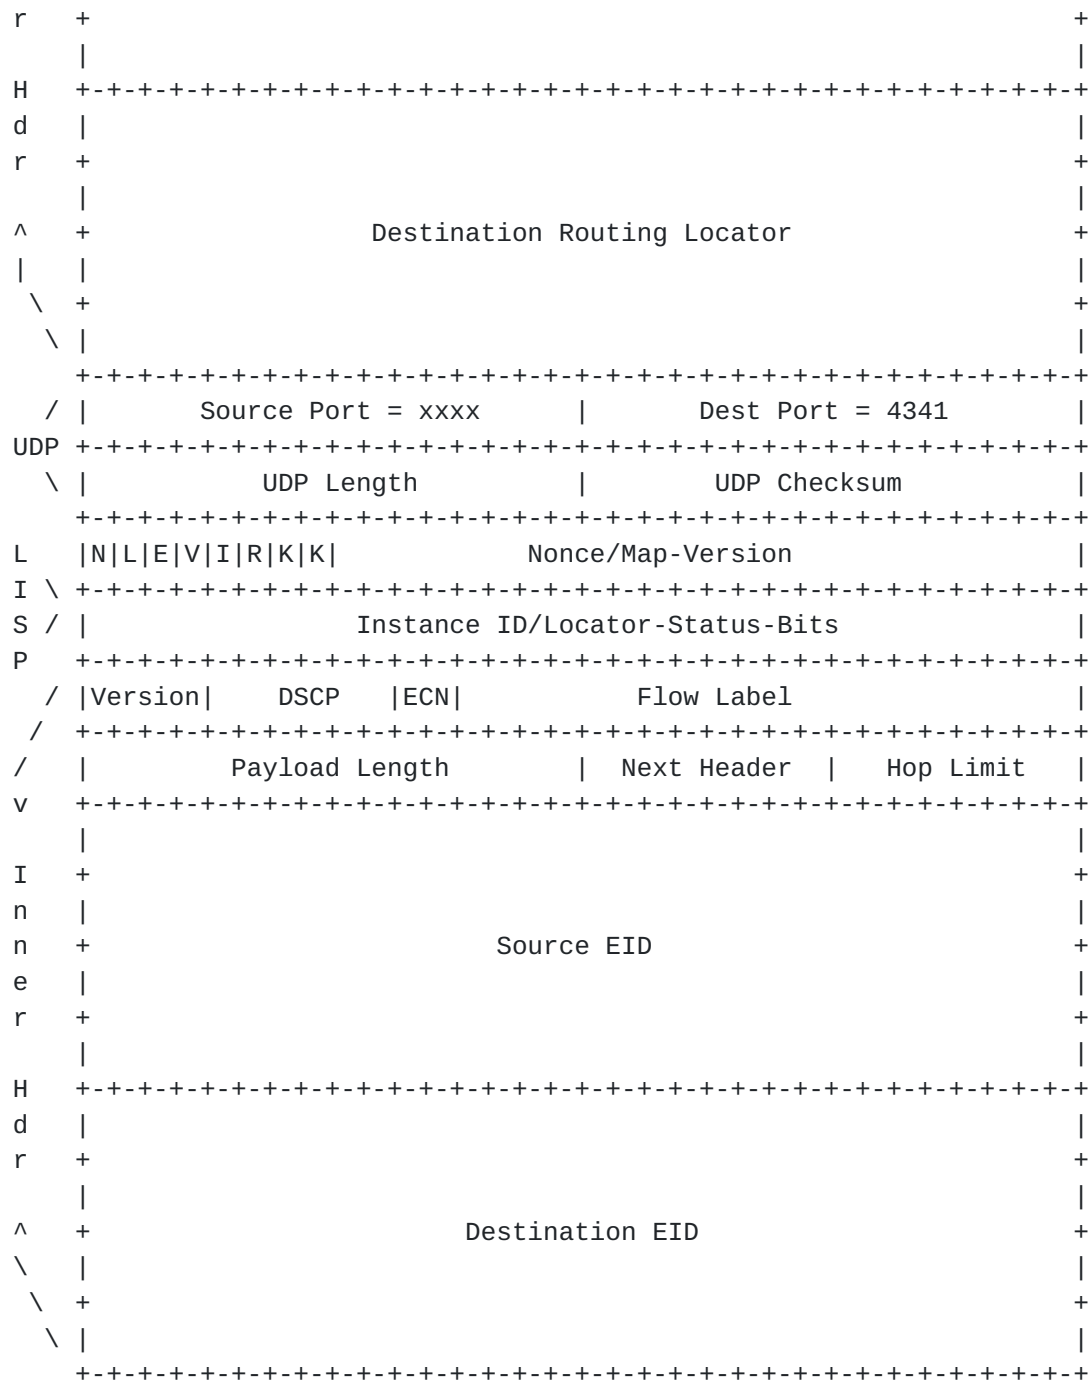 r   +                                                               +
    |                                                               |
H   +-+-+-+-+-+-+-+-+-+-+-+-+-+-+-+-+-+-+-+-+-+-+-+-+-+-+-+-+-+-+-+-+
d   |                                                               |
r   +                                                               +
    |                                                               |
^   +                  Destination Routing Locator                  +
|   |                                                               |
 \  +                                                               +
  \ |                                                               |
    +-+-+-+-+-+-+-+-+-+-+-+-+-+-+-+-+-+-+-+-+-+-+-+-+-+-+-+-+-+-+-+-+
  / |       Source Port = xxxx      |       Dest Port = 4341        |
UDP +-+-+-+-+-+-+-+-+-+-+-+-+-+-+-+-+-+-+-+-+-+-+-+-+-+-+-+-+-+-+-+-+
  \ |           UDP Length          |        UDP Checksum           |
    +-+-+-+-+-+-+-+-+-+-+-+-+-+-+-+-+-+-+-+-+-+-+-+-+-+-+-+-+-+-+-+-+
L   |N|L|E|V|I|R|K|K|            Nonce/Map-Version                  |
I \ +-+-+-+-+-+-+-+-+-+-+-+-+-+-+-+-+-+-+-+-+-+-+-+-+-+-+-+-+-+-+-+-+
S / |                 Instance ID/Locator-Status-Bits               |
P   +-+-+-+-+-+-+-+-+-+-+-+-+-+-+-+-+-+-+-+-+-+-+-+-+-+-+-+-+-+-+-+-+
  / |Version|    DSCP   |ECN|           Flow Label                  |
 /  +-+-+-+-+-+-+-+-+-+-+-+-+-+-+-+-+-+-+-+-+-+-+-+-+-+-+-+-+-+-+-+-+
/   |         Payload Length        |  Next Header  |   Hop Limit   |
v   +-+-+-+-+-+-+-+-+-+-+-+-+-+-+-+-+-+-+-+-+-+-+-+-+-+-+-+-+-+-+-+-+
    |                                                               |
I   +                                                               +
n   |                                                               |
n   +                          Source EID                           +
e   |                                                               |
r   +                                                               +
    |                                                               |
H   +-+-+-+-+-+-+-+-+-+-+-+-+-+-+-+-+-+-+-+-+-+-+-+-+-+-+-+-+-+-+-+-+
d   |                                                               |
r   +                                                               +
    |                                                               |
^   +                        Destination EID                        +
\   |                                                               |
 \  +                                                               +
  \ |                                                               |
    +-+-+-+-+-+-+-+-+-+-+-+-+-+-+-+-+-+-+-+-+-+-+-+-+-+-+-+-+-+-+-+-+